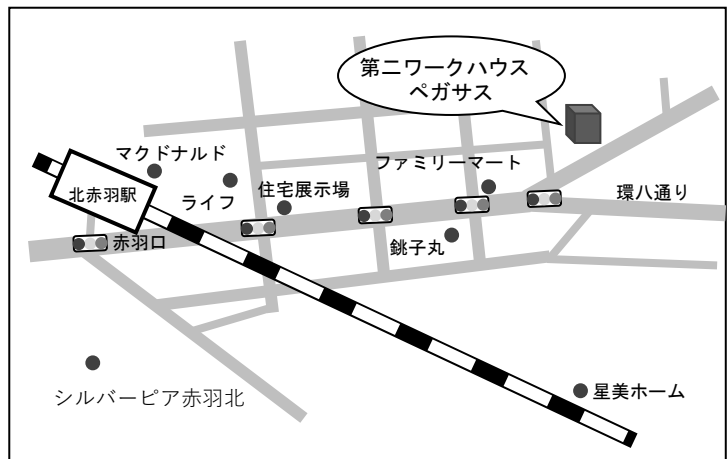 第二ワークハウス
ペガサス
マクドナルド
ファミリーマート
北赤羽駅
ライフ
住宅展示場
環八通り
赤羽口
銚子丸
シルバーピア赤羽北
星美ホーム